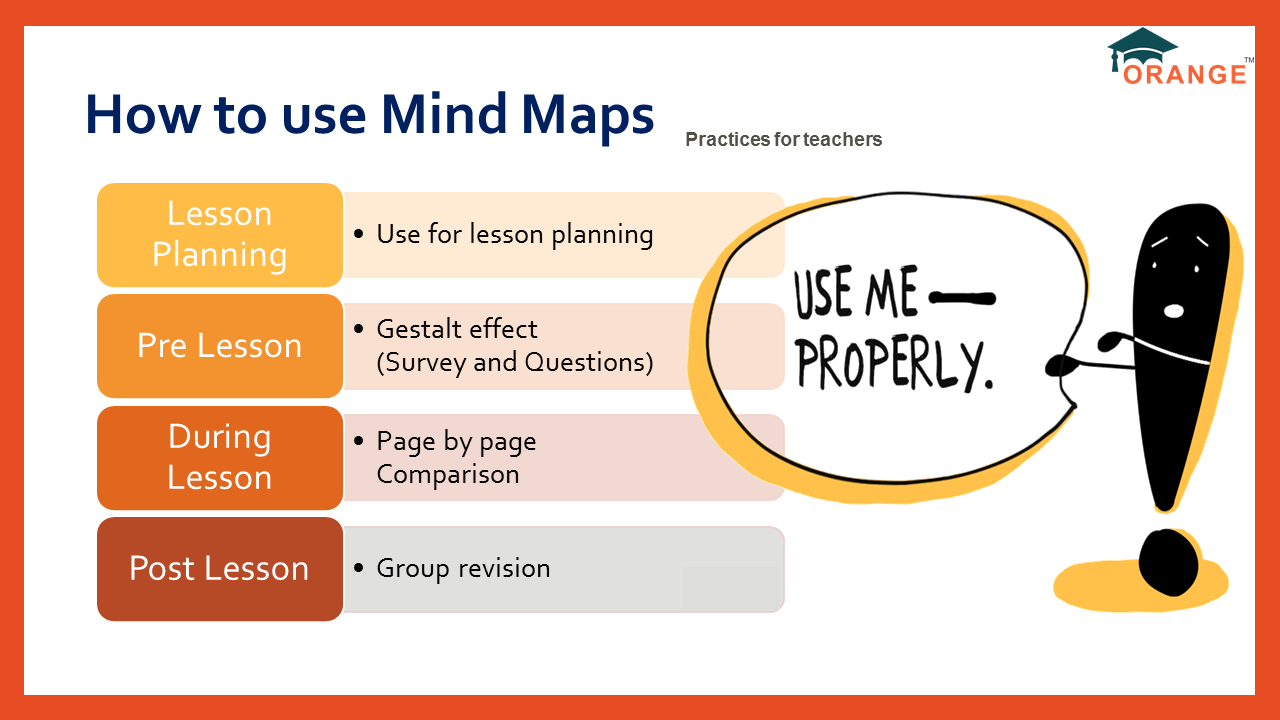 ORANGE™
How to use Mind Maps
Practices for teachers
Lesson
Planning
• Use for lesson planning
Pre Lesson
• Gestalt effect
(Survey and Questions)
During
Lesson
• Page by page
Comparison
Post Lesson
• Group revision
USE ME —
PROPERLY.